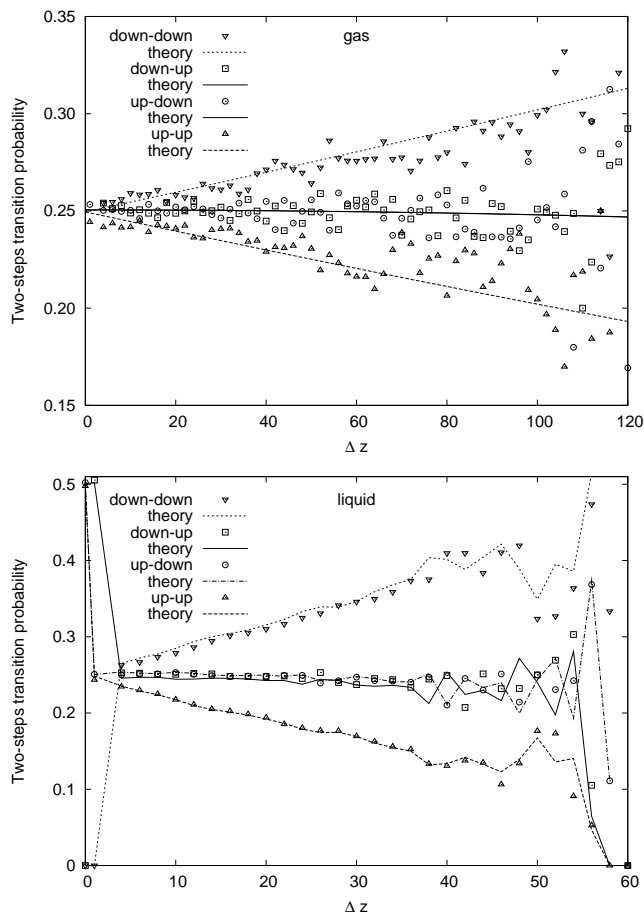 0.35
0.30
0.25
0.20
0.15
Two-steps transition probability
down-down
theory
down-up
theory
up-down
theory
up-up
theory
gas
0 20 40 60 80 100 120
Δ z
0.5
0.4
0.3
0.2
0.1
0
Two-steps transition probability
down-down
theory
down-up
theory
up-down
theory
up-up
theory
liquid
0 10 20 30 40 50 60
Δ z